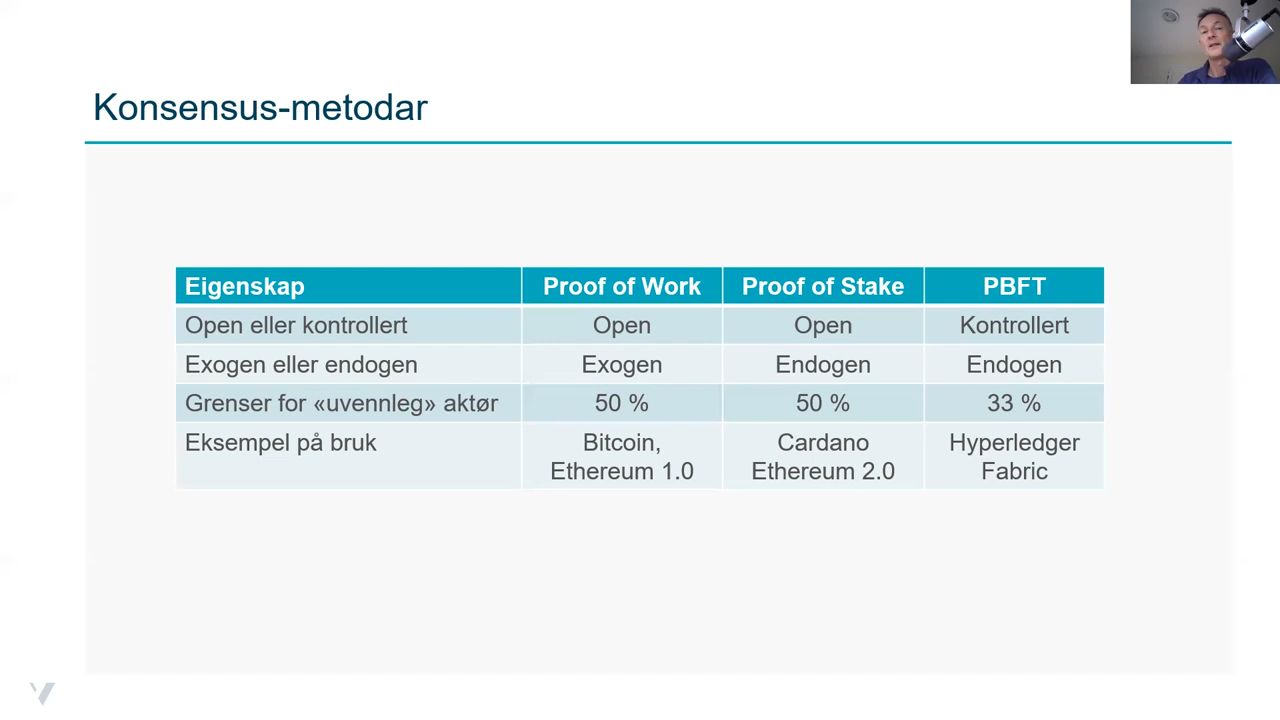 Konsensus-metodar
Eigenskap Proof of Work Proof of Stake PBFT
Open eller kontrollert Open Open Kontrollert
Exogen eller endogen Exogen Endogen Endogen
Grenser for «uvennleg» aktør 50 % 50 % 33 %
Eksempel på bruk Bitcoin, Cardano Hyperledger
Ethereum 1.0 Ethereum 2.0 Fabric